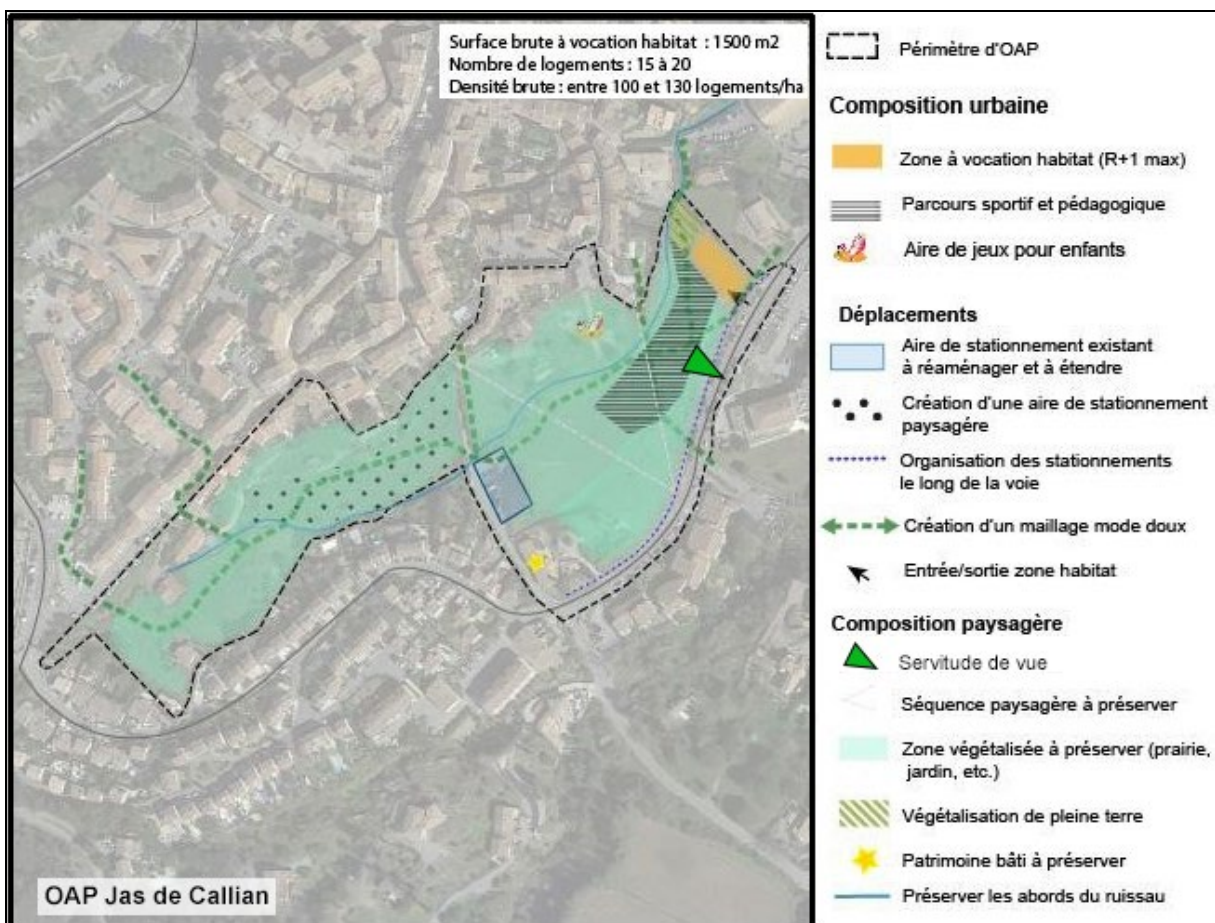 Surface brute à vocation habitat : 1500 m2
Nombre de logements : 15 à 20
Densité brute : entre 100 et 130 logements/ha
OAP Jas de Callian
Périmètre d'OAP
Composition urbaine
Zone à vocation habitat (R+1 max)
Parcours sportif et pédagogique
Aire de jeux pour enfants
Déplacements
Aire de stationnement existant
à réaménager et à étendre
Création d'une aire de stationnement
paysagére
Organisation des stationnements
le long de la voie
Création d'un maillage mode doux
Entrée/sortie zone habitat
Composition paysagère
Servitude de vue
Séquence paysagère à préserver
Zone végétalisée à préserver (prairie,
jardin, etc.)
Végétalisation de pleine terre
Patrimoine bâti à préserver
Préserver les abords du ruissau